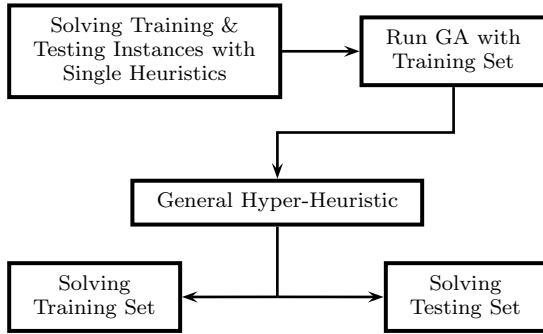 Solving Training &
Testing Instances with
Single Heuristics
Run GA with
Training Set
General Hyper-Heuristic
Solving
Training Set
Solving
Testing Set